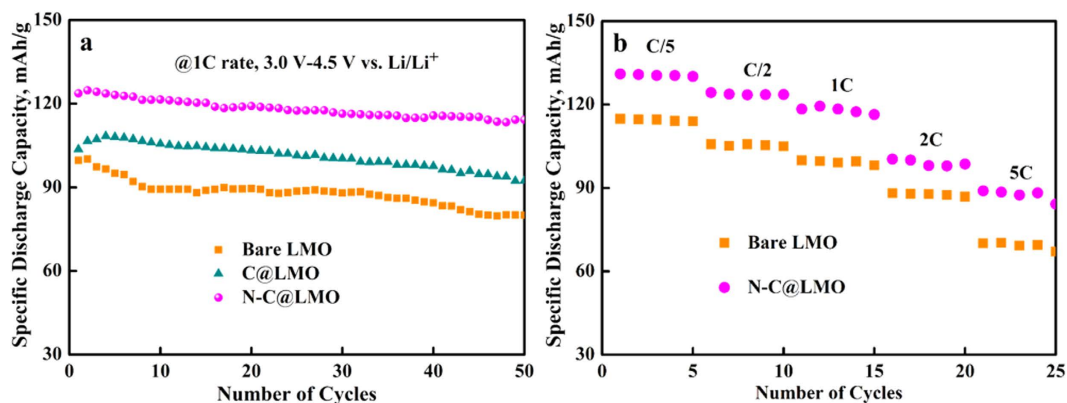 a
@1C rate, 3.0 V-4.5 V vs. Li/Li⁺
Specific Discharge Capacity, mAh/g
150
120
90
60
30
Bare LMO
C@LMO
N-C@LMO
10
20
30
40
50
Number of Cycles
b
C/5
C/2
1C
2C
5C
Specific Discharge Capacity, mAh/g
150
120
90
60
30
Bare LMO
N-C@LMO
0
5
10
15
20
25
Number of Cycles